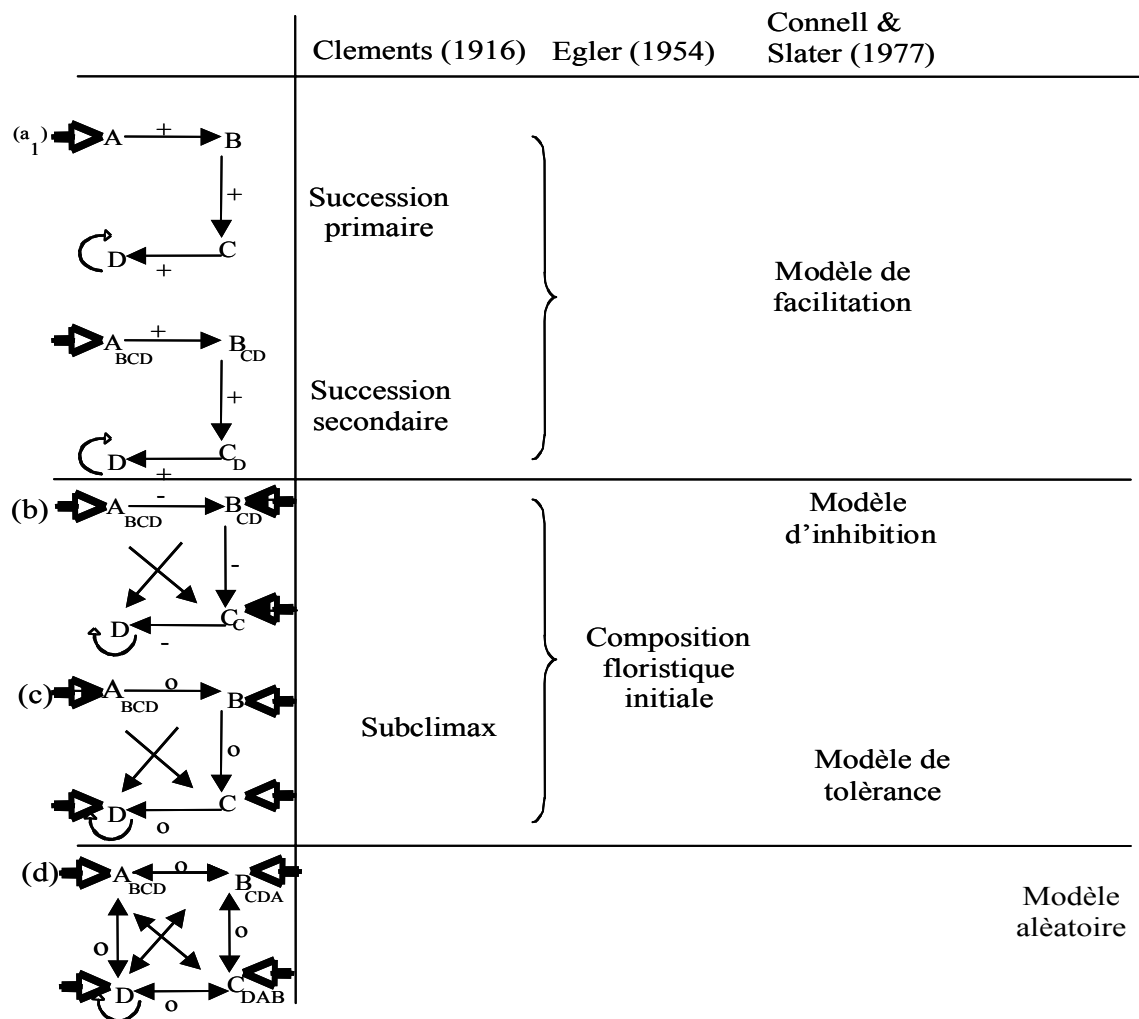 Connell &
Clements (1916) Egler (1954) Slater (1977)
(a1) A + B
+
D + C
Succession
primaire
Modèle de
facilitation
A BCD + B CD
+
D + C D
Succession
secondaire
(b) A BCD - B CD
-
D - C C
Modèle
d'inhibition
Composition
floristique
initiale
(c) A BCD o B
o
D o C
Subclimax
Modèle de
tolèrance
(d) A BCD o B CDA
o o
D o C DAB
Modèle
alèatoire